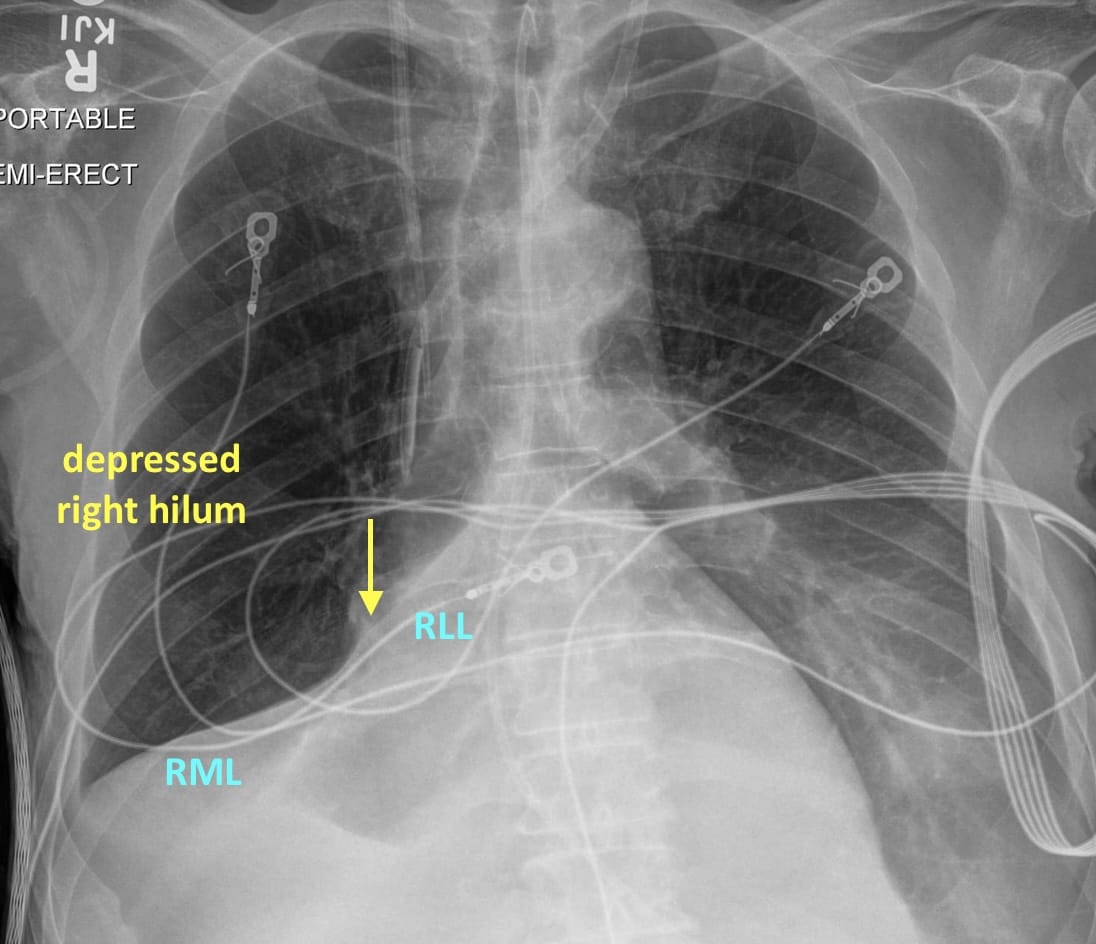 R
PORTABLE
EMI-ERECT
depressed
right hilum
RLL
RML